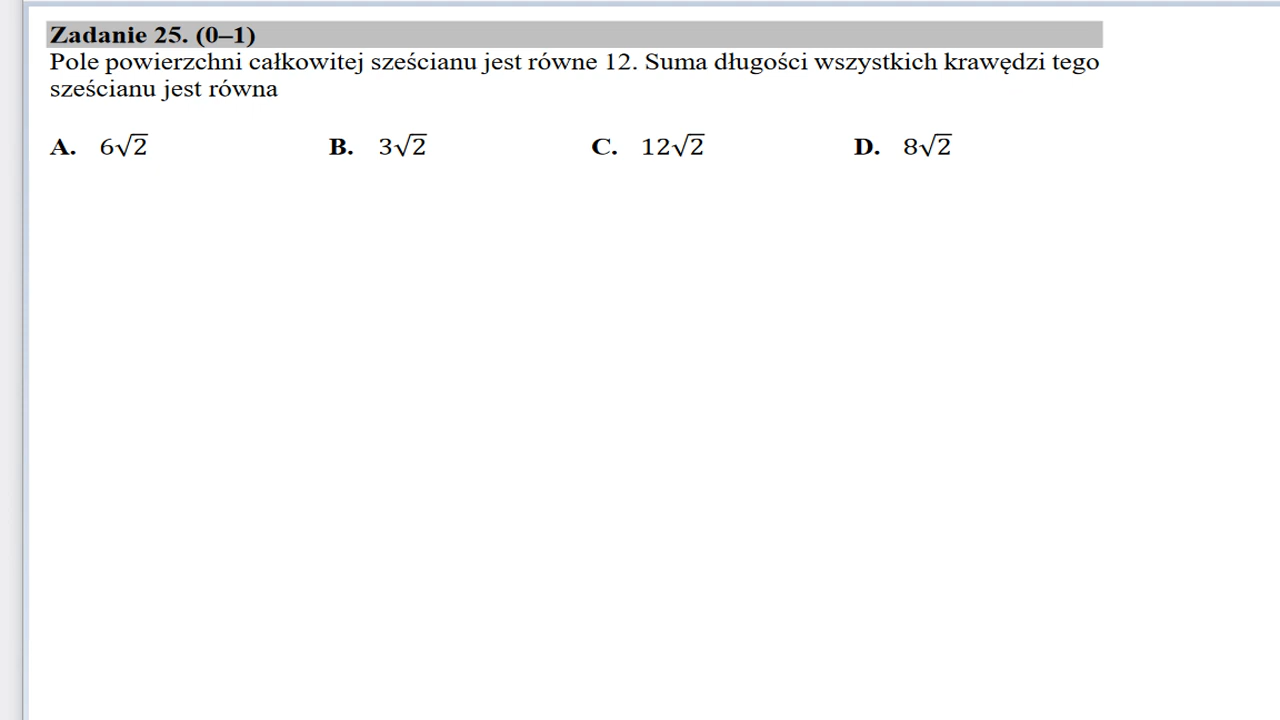 Zadanie 25. (0–1)
Pole powierzchni całkowitej sześcianu jest równe 12. Suma długości wszystkich krawędzi tego
sześcianu jest równa
A. 6√2 B. 3√2 C. 12√2 D. 8√2